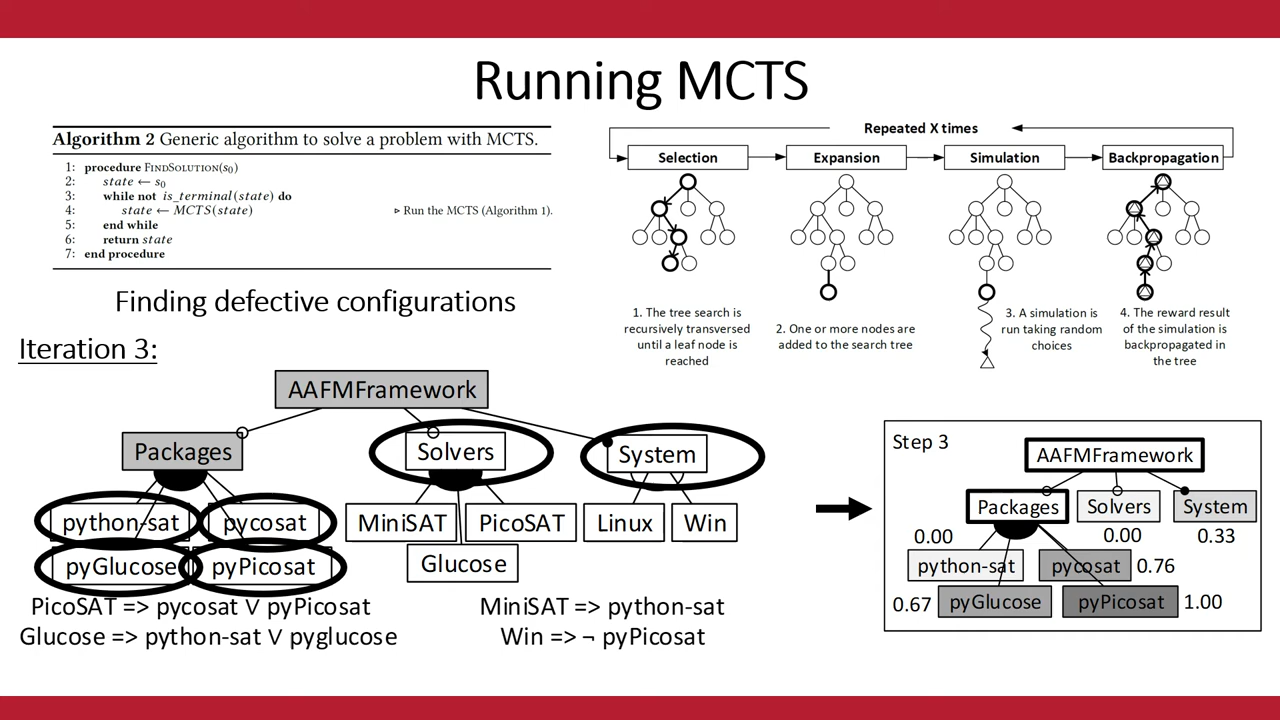 Running MCTS
Algorithm 2 Generic algorithm to solve a problem with MCTS.
1: procedure FINDSOLUTION(s₀)
2: state ← s₀
3: while not is_terminal(state) do
4: state ← MCTS(state) ▷ Run the MCTS (Algorithm 1).
5: end while
6: return state
7: end procedure
Repeated X times
Selection
Expansion
Simulation
Backpropagation
1. The tree search is
recursively transversed
until a leaf node is
reached
2. One or more nodes are
added to the search tree
3. A simulation is
run taking random
choices
4. The reward result
of the simulation is
backpropagated in
the tree
Finding defective configurations
Iteration 3:
AAFMFramework
Packages
Solvers
System
python-sat
pycosat
MiniSAT
PicoSAT
Linux
Win
pyGlucose
pyPicosat
Glucose
PicoSAT => pycosat ∨ pyPicosat
MiniSAT => python-sat
Glucose => python-sat ∨ pyglucose
Win => ¬ pyPicosat
Step 3
AAFMFramework
Packages
Solvers
System
0.00
0.00
0.33
python-sat
pycosat
0.76
0.67
pyGlucose
pyPicosat
1.00